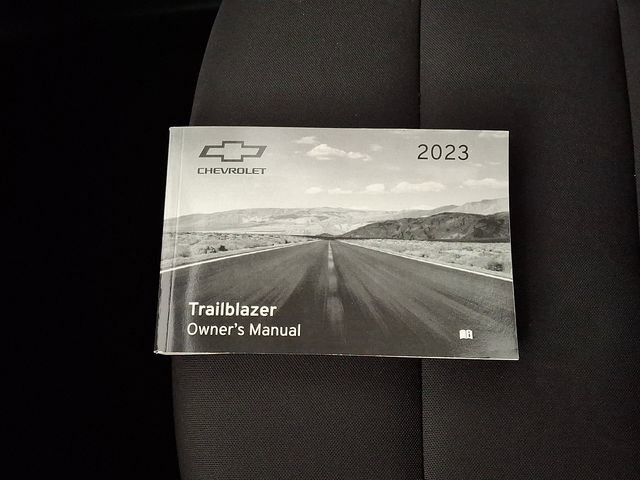 CHEVROLET
2023
Trailblazer
Owner's Manual